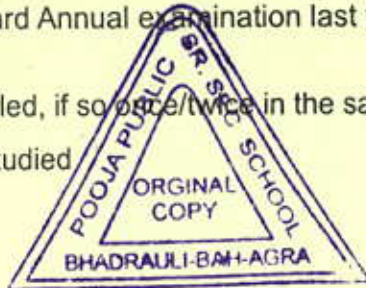 ard Annual examination last
led, if so once/twice in the sa
tudied
POOJA PUBLIC SR. SEC SCHOOL
ORGINAL
COPY
BHADRAULI-BAH-AGRA